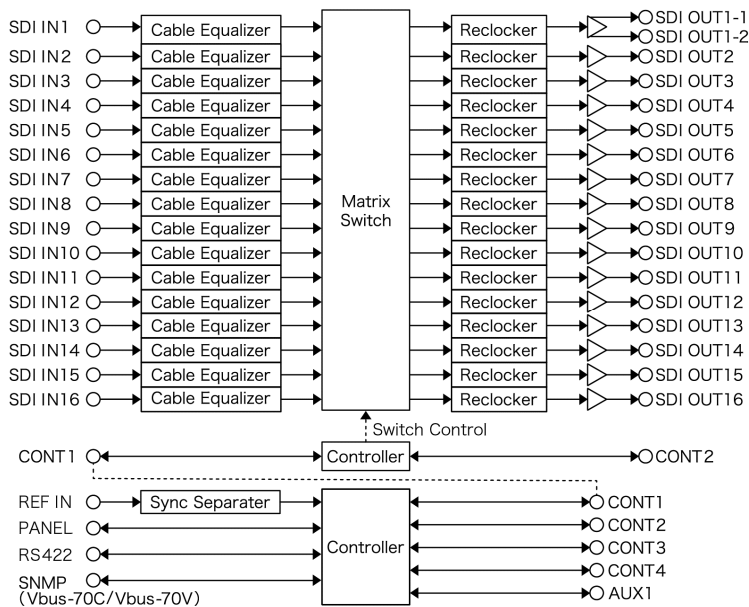 SDI IN1 Cable Equalizer Reclocker SDI OUT1-1
SDI OUT1-2
SDI IN2 Cable Equalizer Reclocker SDI OUT2
SDI IN3 Cable Equalizer Reclocker SDI OUT3
SDI IN4 Cable Equalizer Reclocker SDI OUT4
SDI IN5 Cable Equalizer Reclocker SDI OUT5
SDI IN6 Cable Equalizer Reclocker SDI OUT6
SDI IN7 Cable Equalizer Reclocker SDI OUT7
SDI IN8 Cable Equalizer Reclocker SDI OUT8
Matrix
Switch
SDI IN9 Cable Equalizer Reclocker SDI OUT9
SDI IN10 Cable Equalizer Reclocker SDI OUT10
SDI IN11 Cable Equalizer Reclocker SDI OUT11
SDI IN12 Cable Equalizer Reclocker SDI OUT12
SDI IN13 Cable Equalizer Reclocker SDI OUT13
SDI IN14 Cable Equalizer Reclocker SDI OUT14
SDI IN15 Cable Equalizer Reclocker SDI OUT15
SDI IN16 Cable Equalizer Reclocker SDI OUT16
Switch Control
CONT1 Controller CONT2
REF IN Sync Separater CONT1
PANEL CONT2
RS422 Controller CONT3
SNMP CONT4
(Vbus-70C/Vbus-70V) AUX1